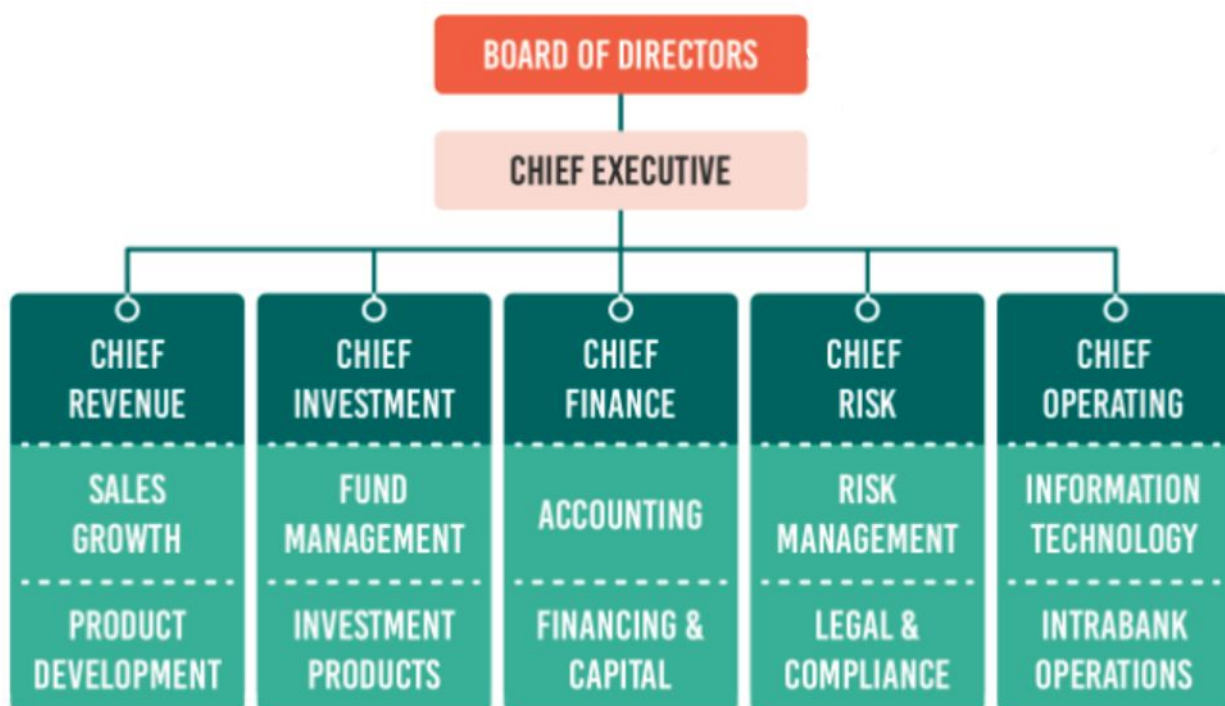 BOARD OF DIRECTORS
CHIEF EXECUTIVE
CHIEF
REVENUE
SALES
GROWTH
PRODUCT
DEVELOPMENT
CHIEF
INVESTMENT
FUND
MANAGEMENT
INVESTMENT
PRODUCTS
CHIEF
FINANCE
ACCOUNTING
FINANCING &
CAPITAL
CHIEF
RISK
RISK
MANAGEMENT
LEGAL &
COMPLIANCE
CHIEF
OPERATING
INFORMATION
TECHNOLOGY
INTRABANK
OPERATIONS